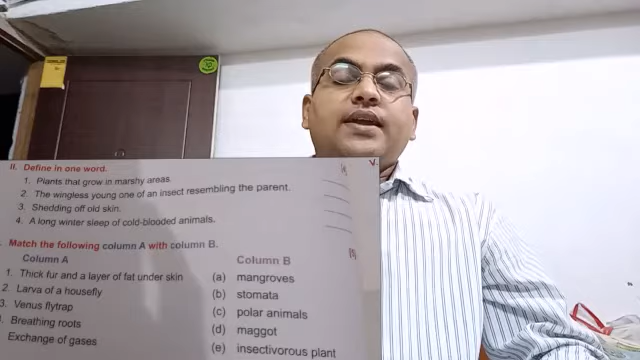 II. Define in one word.
1. Plants that grow in marshy areas.
2. The wingless young one of an insect resembling the parent.
3. Shedding off old skin.
4. A long winter sleep of cold-blooded animals.
Match the following column A with column B.
Column A Column B
1. Thick fur and a layer of fat under skin (a) mangroves
2. Larva of a housefly (b) stomata
3. Venus flytrap (c) polar animals
Breathing roots (d) maggot
Exchange of gases (e) insectivorous plant